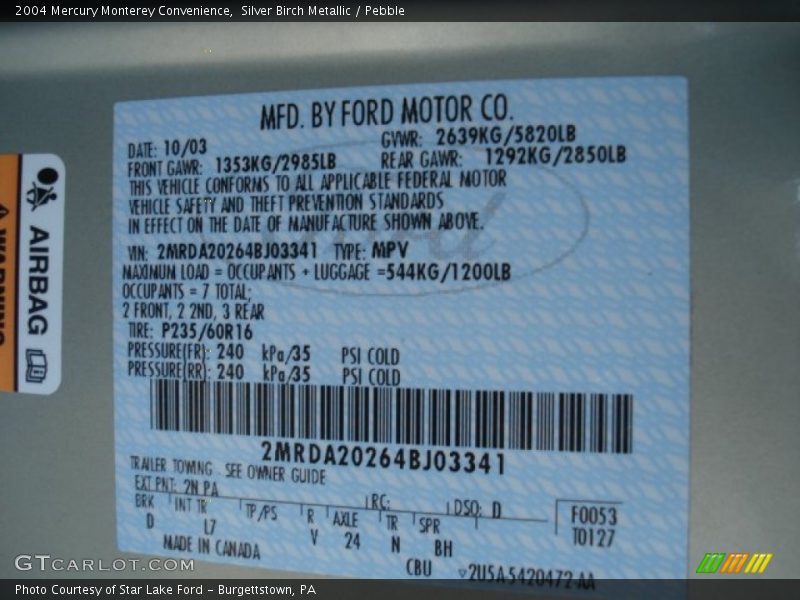 2004 Mercury Monterey Convenience,  Silver Birch Metallic / Pebble
MFD. BY FORD MOTOR CO.
DATE: 10/03 GVWR: 2639KG/5820LB
FRONT GAWR: 1353KG/2985LB REAR GAWR: 1292KG/2850LB
THIS VEHICLE CONFORMS TO ALL APPLICABLE FEDERAL MOTOR
VEHICLE SAFETY AND THEFT PREVENTION STANDARDS
IN EFFECT ON THE DATE OF MANUFACTURE SHOWN ABOVE.
VIN: 2MRDA20264BJ03341 TYPE: MPV
MAXIMUM LOAD = OCCUPANTS + LUGGAGE =544KG/1200LB
OCCUPANTS = 7 TOTAL;
2 FRONT, 2 2ND, 3 REAR
TIRE: P235/60R16
PRESSURE(FR): 240 kPa/35 PSI COLD
PRESSURE(RR): 240 kPa/35 PSI COLD
2MRDA20264BJ03341
TRAILER TOWING - SEE OWNER GUIDE
EXT PNT: 2N PA RC: DSO: D F0053
BRK INT TR TP/PS R AXLE TR SPR T0127
D L7 V 24 N BH
MADE IN CANADA CBU ▽2U5A-5420472-AA
WARNING
AIRBAG
GTCARCOT.COM
Photo Courtesy of Star Lake Ford – Burgettstown, PA